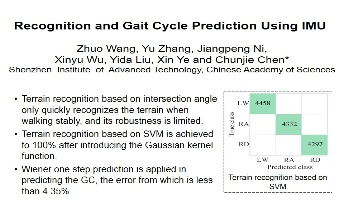 Recognition and Gait Cycle Prediction Using IMU
Zhuo Wang, Yu Zhang, Jiangpeng Ni,
Xinyu Wu, Yida Liu, Xin Ye and Chunjie Chen*
Shenzhen Institute of Advanced Technology, Chinese Academy of Sciences
• Terrain recognition based on intersection angle
only quickly recognizes the terrain when
walking stably, and its robustness is limited.
• Terrain recognition based on SVM is achieved
to 100% after introducing the Gaussian kernel
function.
• Wiener one step prediction is applied in
predicting the GC, the error from which is less
than 4.35%
True class
LW 4458
RA 4332
RD 4297
LW RA RD
Predicted class
Terrain recognition based on
SVM